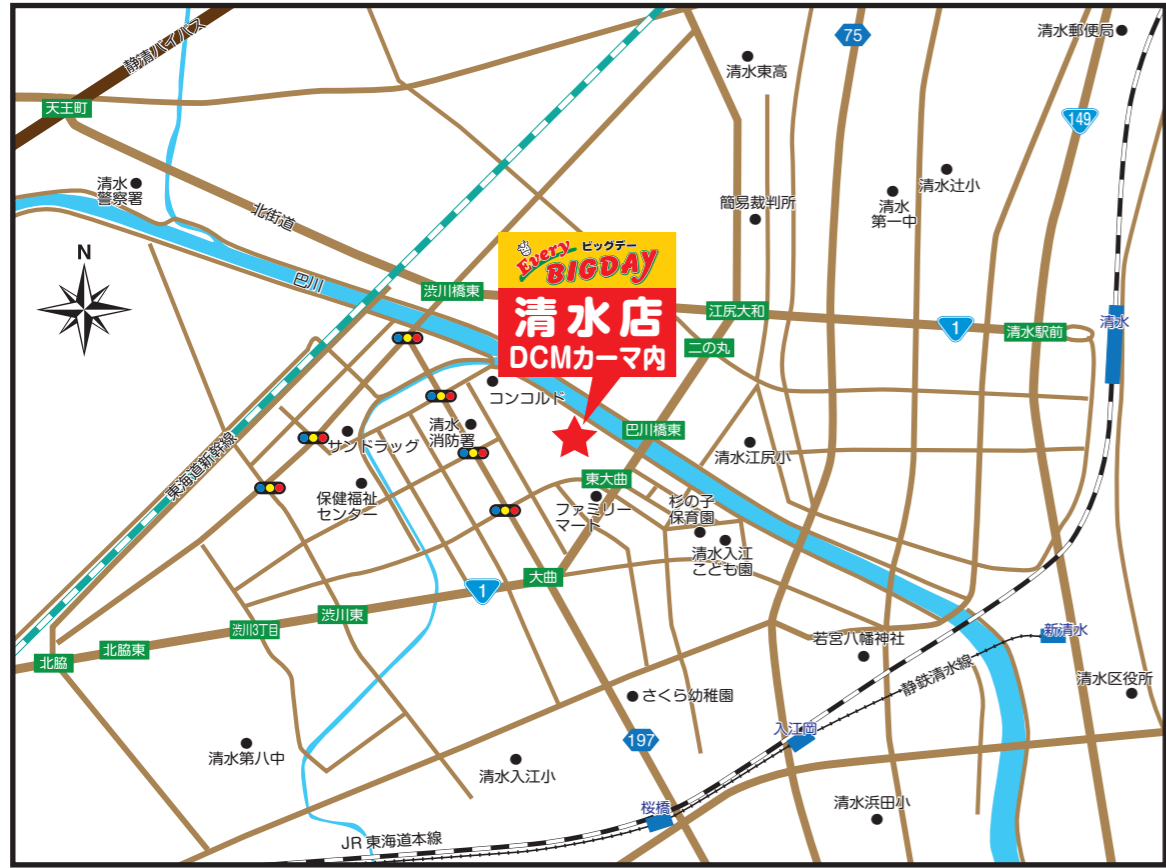 静清バイパス
75
清水郵便局
清水東高
天王町
149
清水
警察署
清水辻小
清水
第一中
簡易裁判所
北街道
N
Every
ビッグデー
BIGDAY
巴川
渋川橋東
清水店
DCMカーマ内
江尻大和
1
清水駅前
清水
二の丸
コンコルド
清水
消防署
サンドラッグ
巴川橋東
清水江尻小
東海道新幹線
東大曲
保健福祉
センター
ファミリー
マート
杉の子
保育園
清水入江
こども園
大曲
1
渋川東
渋川3丁目
北脇東
北脇
若宮八幡神社
新清水
静鉄清水線
清水区役所
さくら幼稚園
入江岡
197
清水第八中
清水入江小
桜橋
清水浜田小
JR 東海道本線